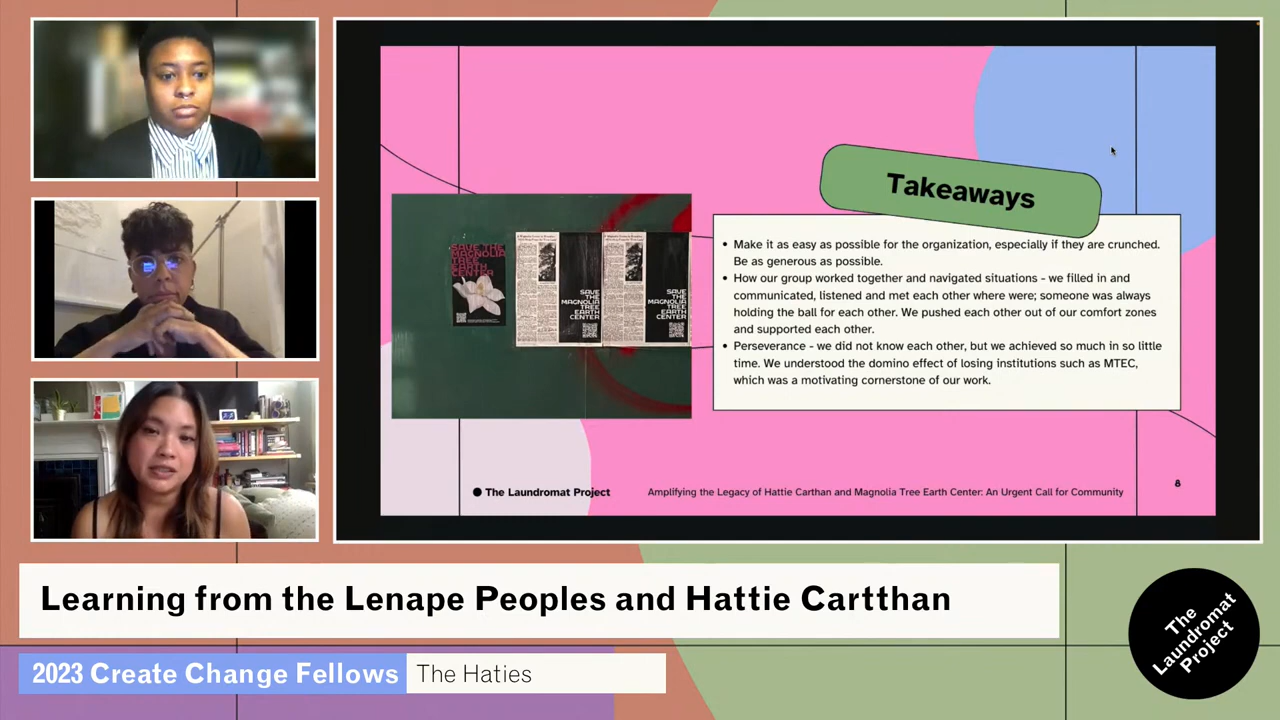 Takeaways
• Make it as easy as possible for the organization, especially if they are crunched.
Be as generous as possible.
• How our group worked together and navigated situations - we filled in and
communicated, listened and met each other where were; someone was always
holding the ball for each other. We pushed each other out of our comfort zones
and supported each other.
• Perseverance - we did not know each other, but we achieved so much in so little
time. We understood the domino effect of losing institutions such as MTEC,
which was a motivating cornerstone of our work.
SAVE THE
MAGNOLIA
TREE
EARTH
CENTER
SAVE
THE
MAGNOLIA
TREE
EARTH
CENTER
SAVE
THE
MAGNOLIA
TREE
EARTH
CENTER
The Laundromat Project
Amplifying the Legacy of Hattie Carthan and Magnolia Tree Earth Center: An Urgent Call for Community
8
Learning from the Lenape Peoples and Hattie Cartthan
2023 Create Change Fellows
The Haties
The
Laundromat
Project